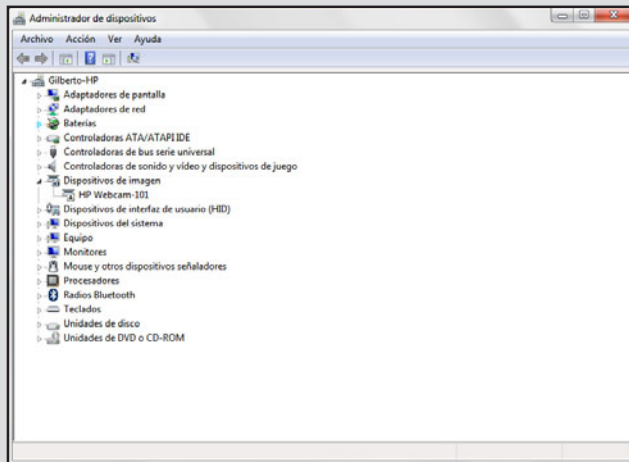 Administrador de dispositivos
Archivo Acción Ver Ayuda
Gilberto-HP
Adaptadores de pantalla
Adaptadores de red
Baterías
Controladoras ATA/ATAPI IDE
Controladoras de bus serie universal
Controladoras de sonido y vídeo y dispositivos de juego
Dispositivos de imagen
HP Webcam-101
Dispositivos de interfaz de usuario (HID)
Dispositivos del sistema
Equipo
Monitores
Mouse y otros dispositivos señaladores
Procesadores
Radios Bluetooth
Teclados
Unidades de disco
Unidades de DVD o CD-ROM